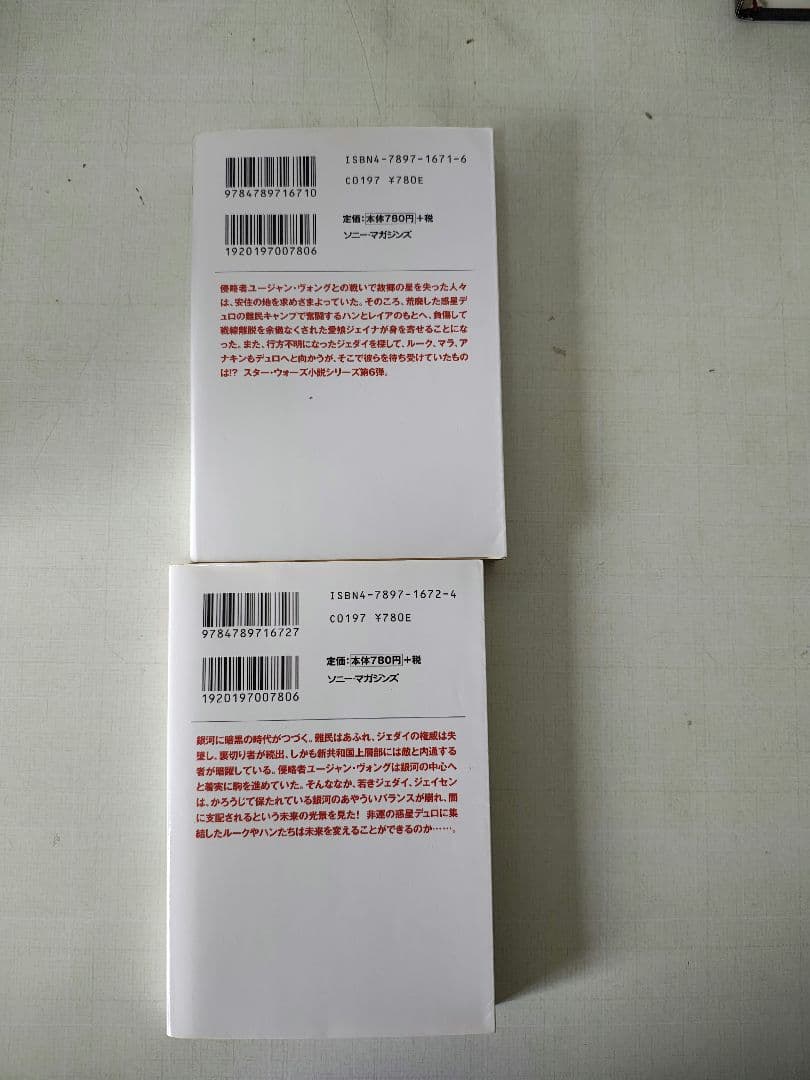 ISBN4-7897-1671-6
9784789716710
C0197 ¥780E
定価：本体780円+税
1920197007806
ソニー・マガジンズ
侵略者ユージャン・ヴォングとの戦いで故郷の星を失った人々
は、安住の地を求めさまよっていた。そのころ、荒廃した惑星デ
ュロの難民キャンプで奮闘するハンとレイアのもとへ、負傷して
戦線離脱を余儀なくされた愛娘ジェイナが身を寄せることにな
った。また、行方不明になったジェダイを探して、ルーク、マラ、ア
ナキンもデュロへと向かうが、そこで彼らを待ち受けていたもの
は!? スター・ウォーズ小説シリーズ第6弾。
ISBN4-7897-1672-4
9784789716727
C0197 ¥780E
定価：本体780円+税
1920197007806
ソニー・マガジンズ
銀河に暗黒の時代がつづく。難民はあふれ、ジェダイの権威は失
墜し、裏切り者が続出、しかも新共和国上層部には敵と内通する
者が暗躍している。侵略者ユージャン・ヴォングは銀河の中心へ
と着実に駒を進めていた。そんななか、若きジェダイ、ジェイセン
は、かろうじて保たれている銀河のあやういバランスが崩れ、闇
に支配されるという未来の光景を見た! 非運の惑星デュロに集
結したルークやハンたちは未来を変えることができるのか……。